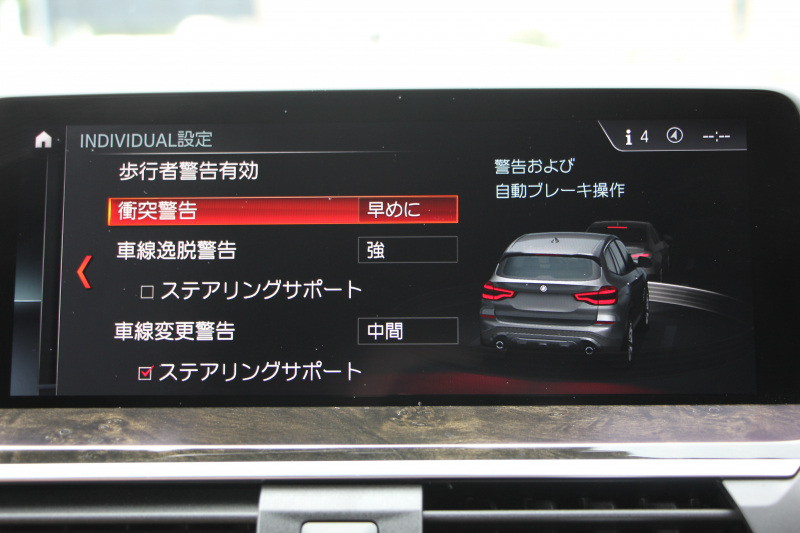 INDIVIDUAL設定
i 4 --:--
歩行者警告有効
衝突警告 早めに
車線逸脱警告 強
ステアリングサポート
車線変更警告 中間
ステアリングサポート
警告および
自動ブレーキ操作